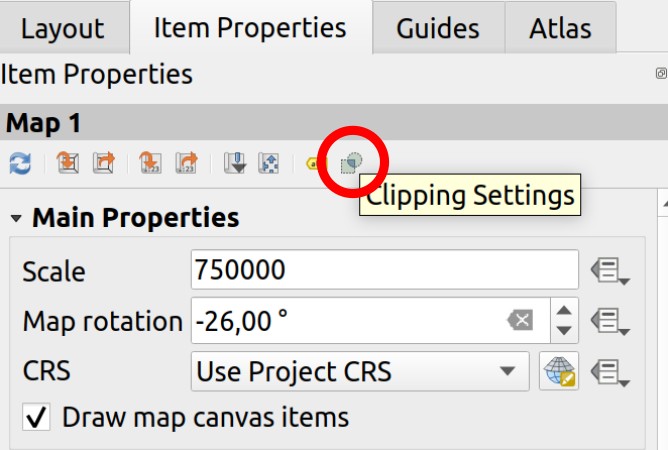 Layout Item Properties Guides Atlas
Item Properties
Map 1
Clipping Settings
Main Properties
Scale 750000
Map rotation -26,00 °
CRS Use Project CRS
Draw map canvas items